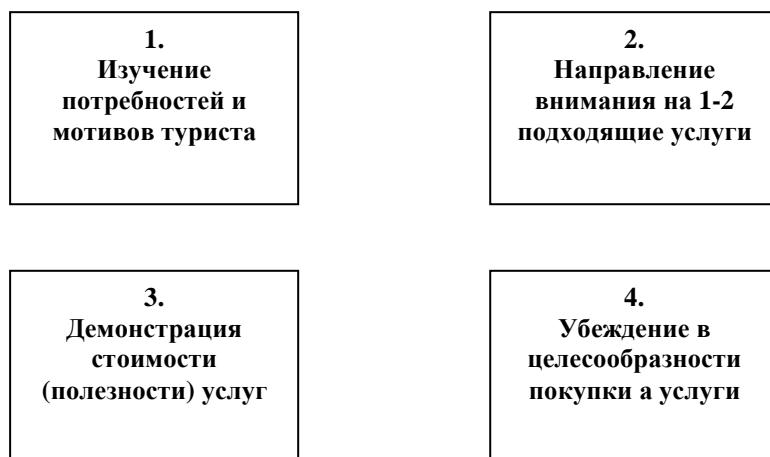 1.
Изучение
потребностей и
мотивов туриста
2.
Направление
внимания на 1-2
подходящие услуги
3.
Демонстрация
стоимости
(полезности) услуг
4.
Убеждение в
целесообразности
покупки а услуги